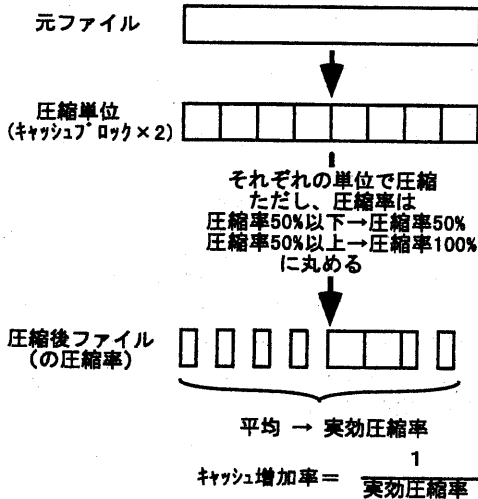 元ファイル
圧縮単位
(ｷｬｯｼｭﾌﾞﾛｯｸ×2)
それぞれの単位で圧縮
ただし、圧縮率は
圧縮率50%以下→圧縮率50%
圧縮率50%以上→圧縮率100%
に丸める
圧縮後ファイル
(の圧縮率)
平均 → 実効圧縮率
ｷｬｯｼｭ増加率＝ 1
実効圧縮率